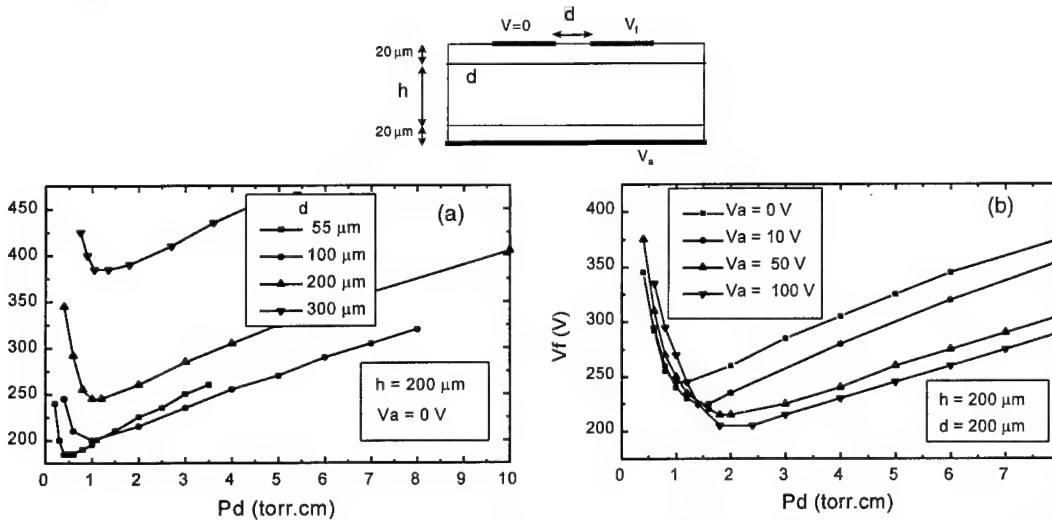 V=0
d
V_f
20 μm
d
h
20 μm
V_a
(a)
450
400
350
300
250
200
d
55 μm
100 μm
200 μm
300 μm
h = 200 μm
Va = 0 V
0 1 2 3 4 5 6 7 8 9 10
Pd (torr.cm)
(b)
Vf (V)
400
350
300
250
200
Va = 0 V
Va = 10 V
Va = 50 V
Va = 100 V
h = 200 μm
d = 200 μm
0 1 2 3 4 5 6 7
Pd (torr.cm)